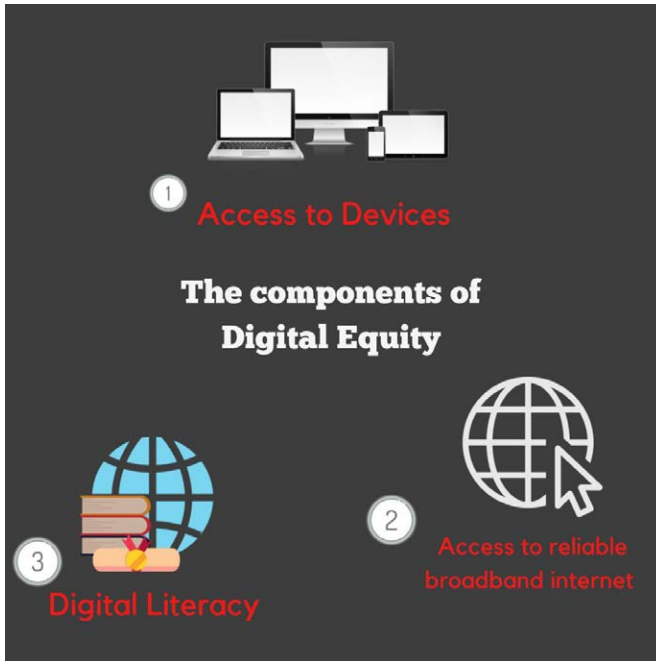 1
Access to Devices
The components of
Digital Equity
2
Access to reliable
broadband internet
3
Digital Literacy